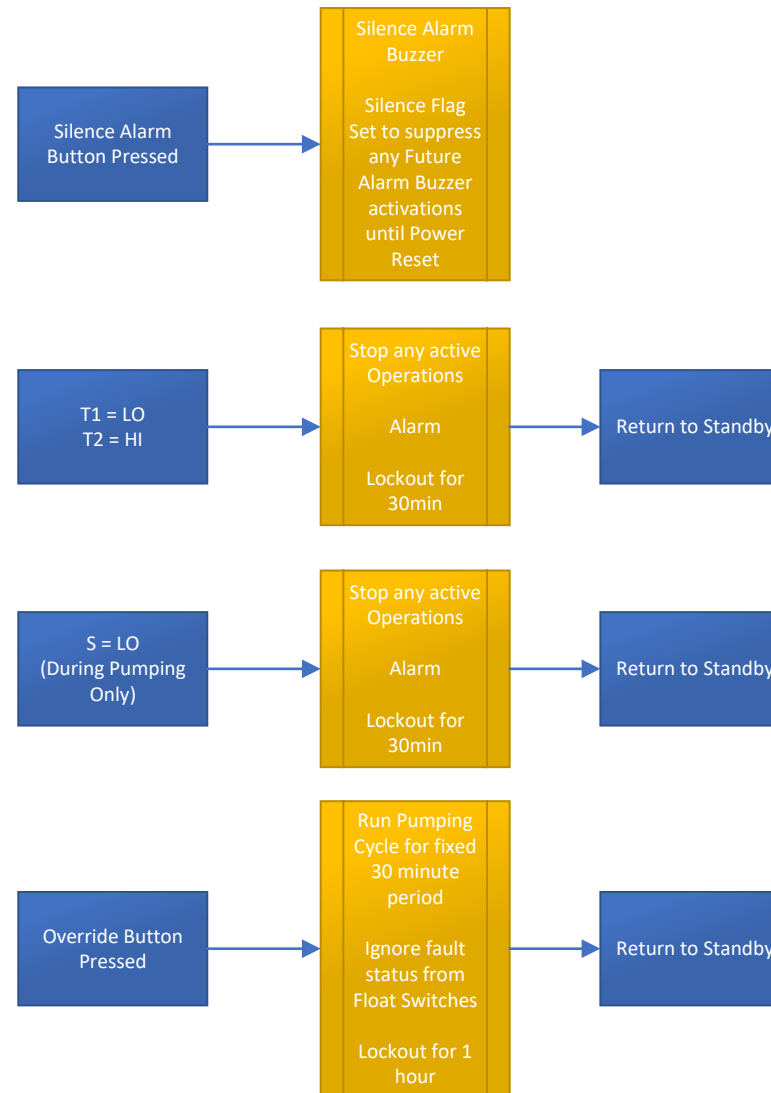 Silence Alarm
Buzzer
Silence Flag
Set to suppress
any Future
Alarm Buzzer
activations
until Power
Reset
Silence Alarm
Button Pressed
Stop any active
Operations
Alarm
Lockout for
30min
T1 = LO
T2 = HI
Return to Standby
Stop any active
Operations
Alarm
Lockout for
30min
S = LO
(During Pumping
Only)
Return to Standby
Run Pumping
Cycle for fixed
30 minute
period
Ignore fault
status from
Float Switches
Lockout for 1
hour
Override Button
Pressed
Return to Standby